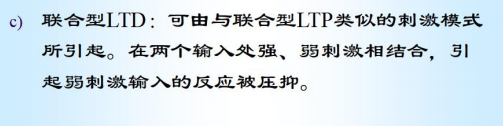 c) 联合型LTD：可由与联合型LTP类似的刺激模式
所引起。在两个输入处强、弱刺激相结合，引
起弱刺激输入的反应被压抑。